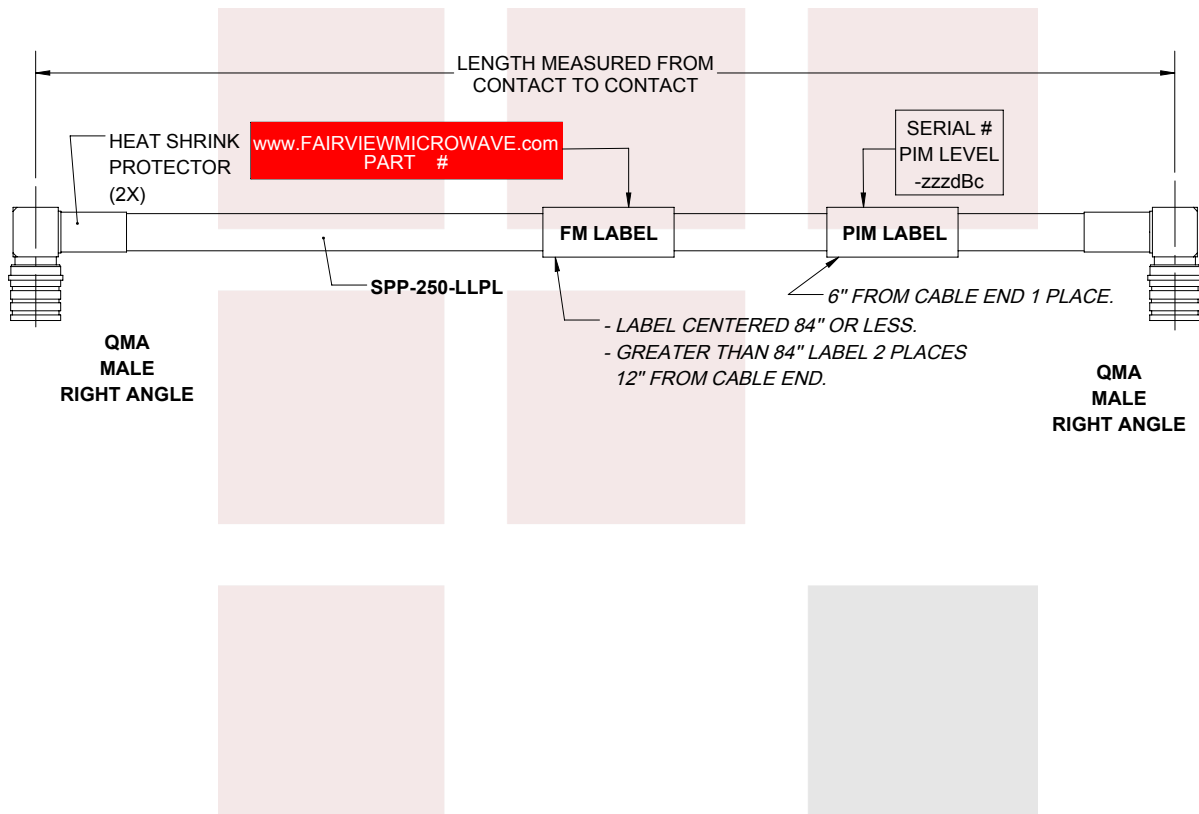 LENGTH MEASURED FROM
CONTACT TO CONTACT
HEAT SHRINK
PROTECTOR
(2X)
www.FAIRVIEWMICROWAVE.com
PART #
SERIAL #
PIM LEVEL
-zzzdBc
FM LABEL
PIM LABEL
SPP-250-LLPL
6" FROM CABLE END 1 PLACE.
- LABEL CENTERED 84" OR LESS.
- GREATER THAN 84" LABEL 2 PLACES
12" FROM CABLE END.
QMA
MALE
RIGHT ANGLE
QMA
MALE
RIGHT ANGLE